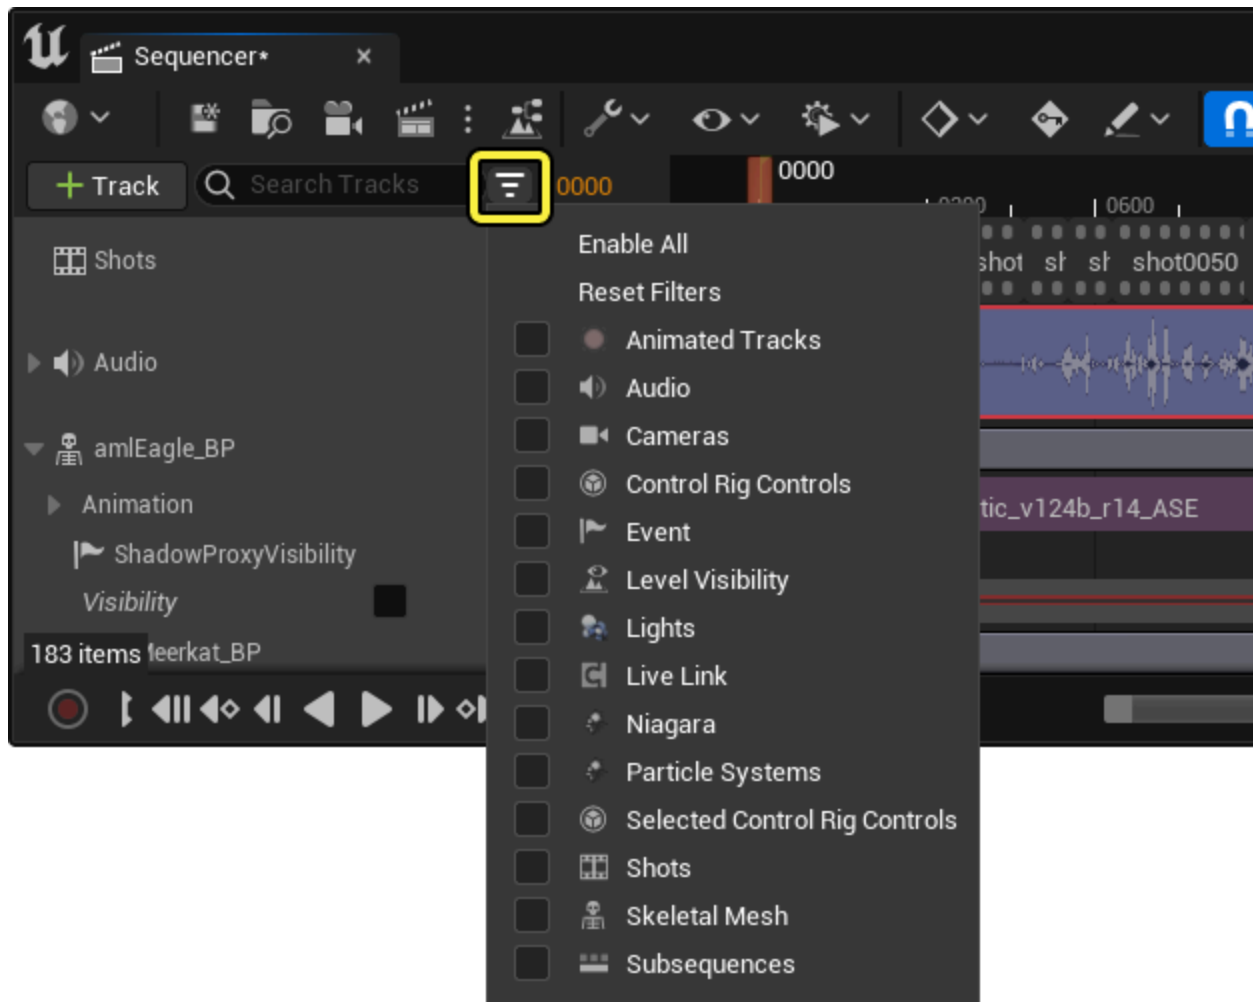 Sequencer*
Track
Search Tracks
0000
0000
0600
Shots
shot
shot0050
Audio
amlEagle_BP
Animation
tic_v124b_r14_ASE
ShadowProxyVisibility
Visibility
183 items
eerkat_BP
Enable All
Reset Filters
Animated Tracks
Audio
Cameras
Control Rig Controls
Event
Level Visibility
Lights
Live Link
Niagara
Particle Systems
Selected Control Rig Controls
Shots
Skeletal Mesh
Subsequences